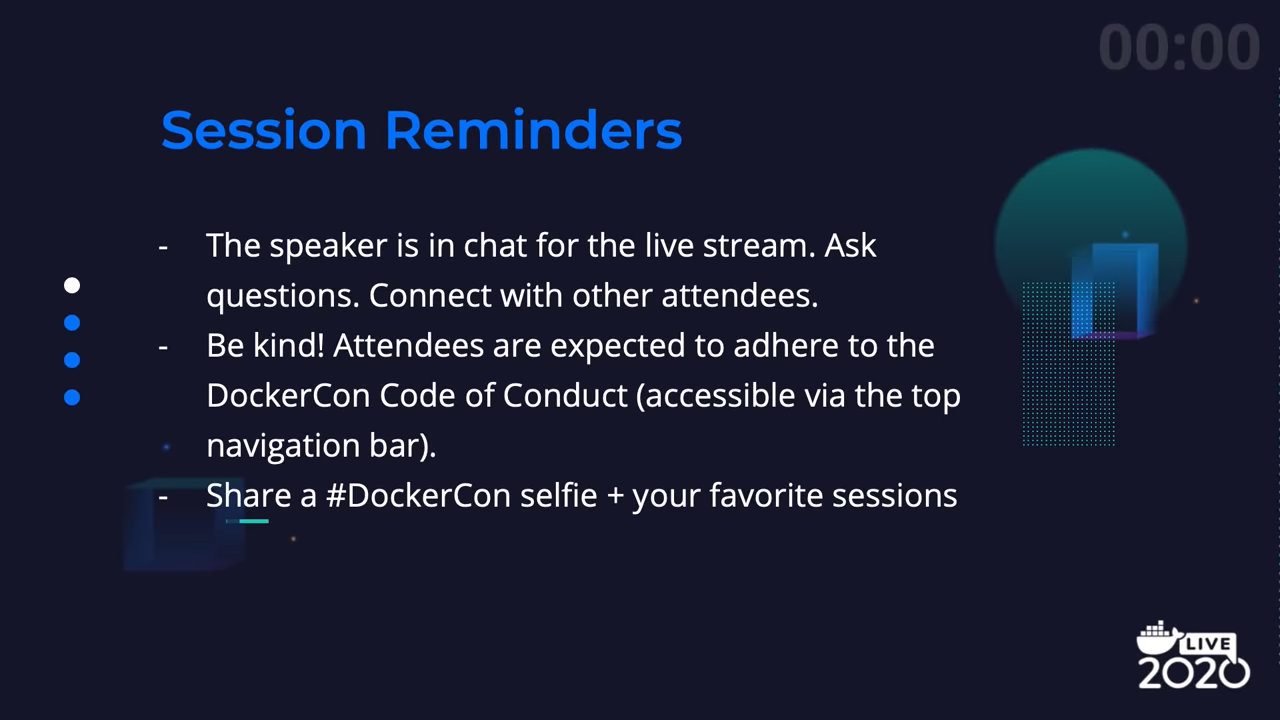 00:00
Session Reminders
- The speaker is in chat for the live stream. Ask
questions. Connect with other attendees.
- Be kind! Attendees are expected to adhere to the
DockerCon Code of Conduct (accessible via the top
navigation bar).
- Share a #DockerCon selfie + your favorite sessions
LIVE
2020